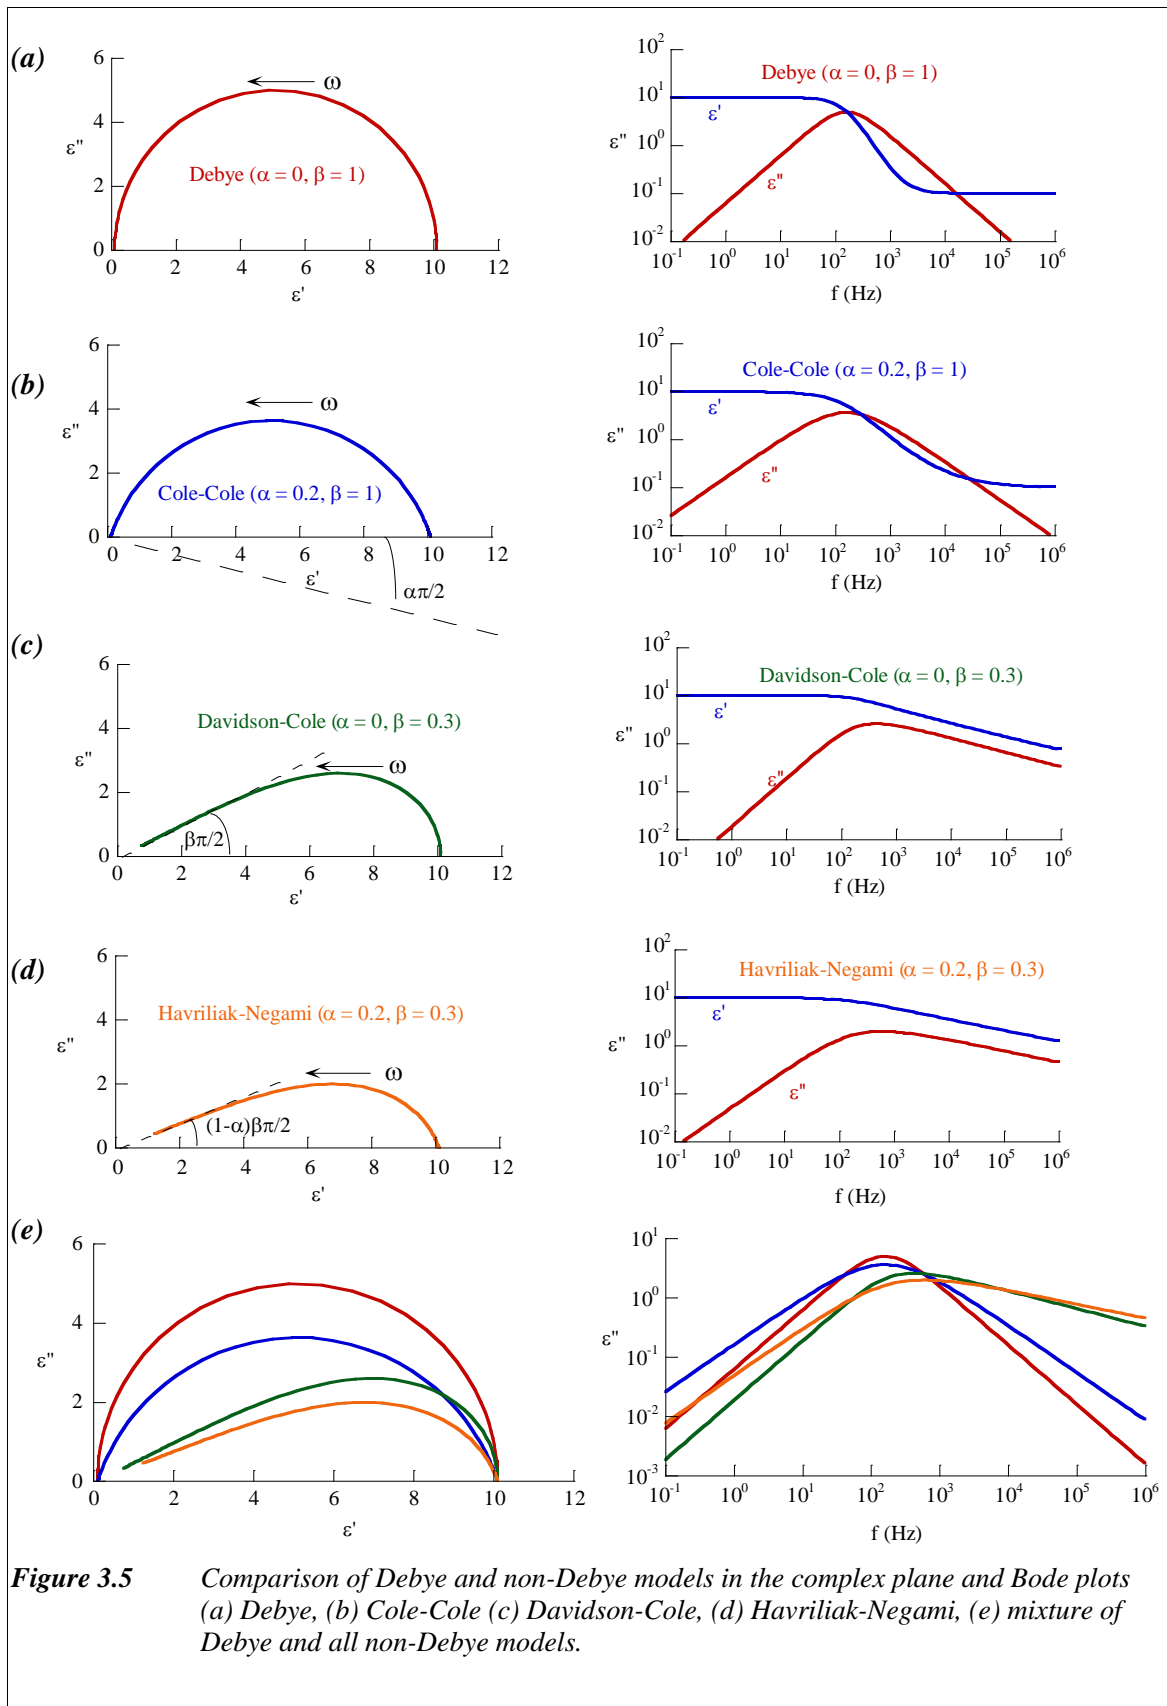 (a)
6
4
2
0
ε''
ω
Debye (α = 0, β = 1)
0 2 4 6 8 10 12
ε'
10² 10¹ 10⁰ 10⁻¹ 10⁻²
ε''
Debye (α = 0, β = 1)
ε'
ε''
10⁻¹ 10⁰ 10¹ 10² 10³ 10⁴ 10⁵ 10⁶
f (Hz)
(b)
6
4
2
0
ε''
ω
Cole-Cole (α = 0.2, β = 1)
0 2 4 6 8 10 12
ε'
απ/2
10² 10¹ 10⁰ 10⁻¹ 10⁻²
ε''
Cole-Cole (α = 0.2, β = 1)
ε'
ε''
10⁻¹ 10⁰ 10¹ 10² 10³ 10⁴ 10⁵ 10⁶
f (Hz)
(c)
6
4
2
0
ε''
Davidson-Cole (α = 0, β = 0.3)
ω
βπ/2
0 2 4 6 8 10 12
ε'
10² 10¹ 10⁰ 10⁻¹ 10⁻²
ε''
Davidson-Cole (α = 0, β = 0.3)
ε'
ε''
10⁻¹ 10⁰ 10¹ 10² 10³ 10⁴ 10⁵ 10⁶
f (Hz)
(d)
6
4
2
0
ε''
Havriliak-Negami (α = 0.2, β = 0.3)
ω
(1-α)βπ/2
0 2 4 6 8 10 12
ε'
10² 10¹ 10⁰ 10⁻¹ 10⁻²
ε''
Havriliak-Negami (α = 0.2, β = 0.3)
ε'
ε''
10⁻¹ 10⁰ 10¹ 10² 10³ 10⁴ 10⁵ 10⁶
f (Hz)
(e)
6
4
2
0
ε''
0 2 4 6 8 10 12
ε'
10¹ 10⁰ 10⁻¹ 10⁻² 10⁻³
ε''
10⁻¹ 10⁰ 10¹ 10² 10³ 10⁴ 10⁵ 10⁶
f (Hz)
Figure 3.5 Comparison of Debye and non-Debye models in the complex plane and Bode plots
(a) Debye, (b) Cole-Cole (c) Davidson-Cole, (d) Havriliak-Negami, (e) mixture of
Debye and all non-Debye models.